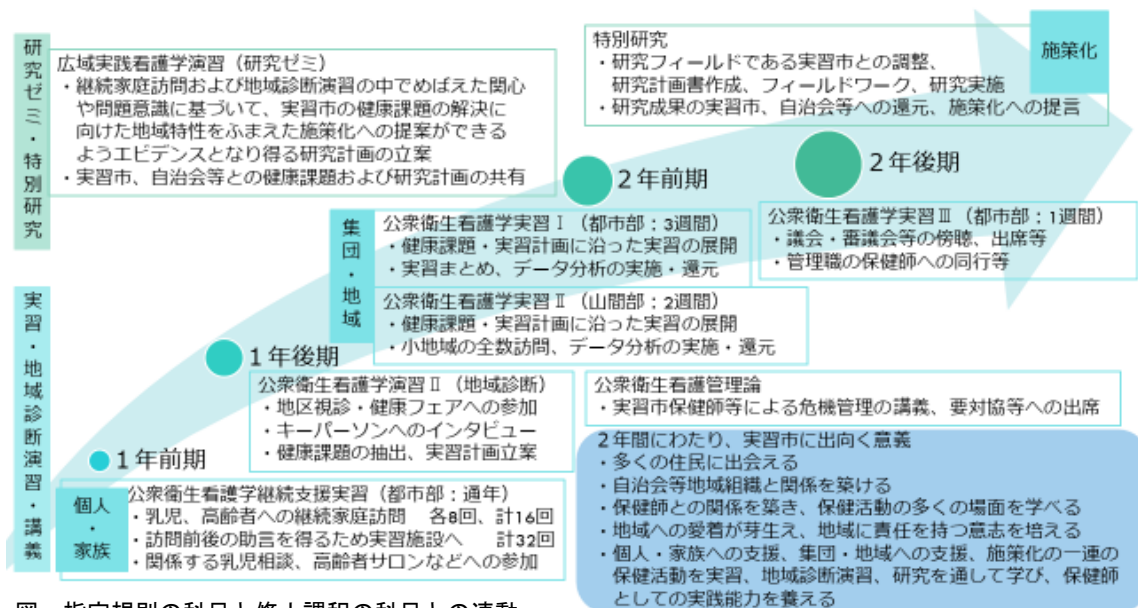 研究ゼミ・特別研究
広域実践看護学演習（研究ゼミ）
・継続家庭訪問および地域診断演習の中でめばえた関心
や問題意識に基づいて、実習市の健康課題の解決に
向けた地域特性をふまえた施策化への提案ができる
ようエビデンスとなり得る研究計画の立案
・実習市、自治会等との健康課題および研究計画の共有
特別研究
・研究フィールドである実習市との調整、
研究計画書作成、フィールドワーク、研究実施
・研究成果の実習市、自治会等への還元、施策化への提言
施策化
2年前期
2年後期
集団・地域
公衆衛生看護学実習Ⅰ（都市部：3週間）
・健康課題・実習計画に沿った実習の展開
・実習まとめ、データ分析の実施・還元
公衆衛生看護学実習Ⅲ（都市部：1週間）
・議会・審議会等の傍聴、出席等
・管理職の保健師への同行等
公衆衛生看護学実習Ⅱ（山間部：2週間）
・健康課題・実習計画に沿った実習の展開
・小地域の全数訪問、データ分析の実施・還元
実習・地域診断演習・講義
1年後期
公衆衛生看護学演習Ⅱ（地域診断）
・地区視診・健康フェアへの参加
・キーパーソンへのインタビュー
・健康課題の抽出、実習計画立案
公衆衛生看護管理論
・実習市保健師等による危機管理の講義、要対協等への出席
1年前期
個人・家族
公衆衛生看護学継続支援実習（都市部：通年）
・乳児、高齢者への継続家庭訪問　各8回、計16回
・訪問前後の助言を得るため実習施設へ　計32回
・関係する乳児相談、高齢者サロンなどへの参加
2年間にわたり、実習市に出向く意義
・多くの住民に出会える
・自治会等地域組織と関係を築ける
・保健師との関係を築き、保健活動の多くの場面を学べる
・地域への愛着が芽生え、地域に責任を持つ意志を培える
・個人・家族への支援、集団・地域への支援、施策化の一連の
保健活動を実習、地域診断演習、研究を通して学び、保健師
としての実践能力を養える